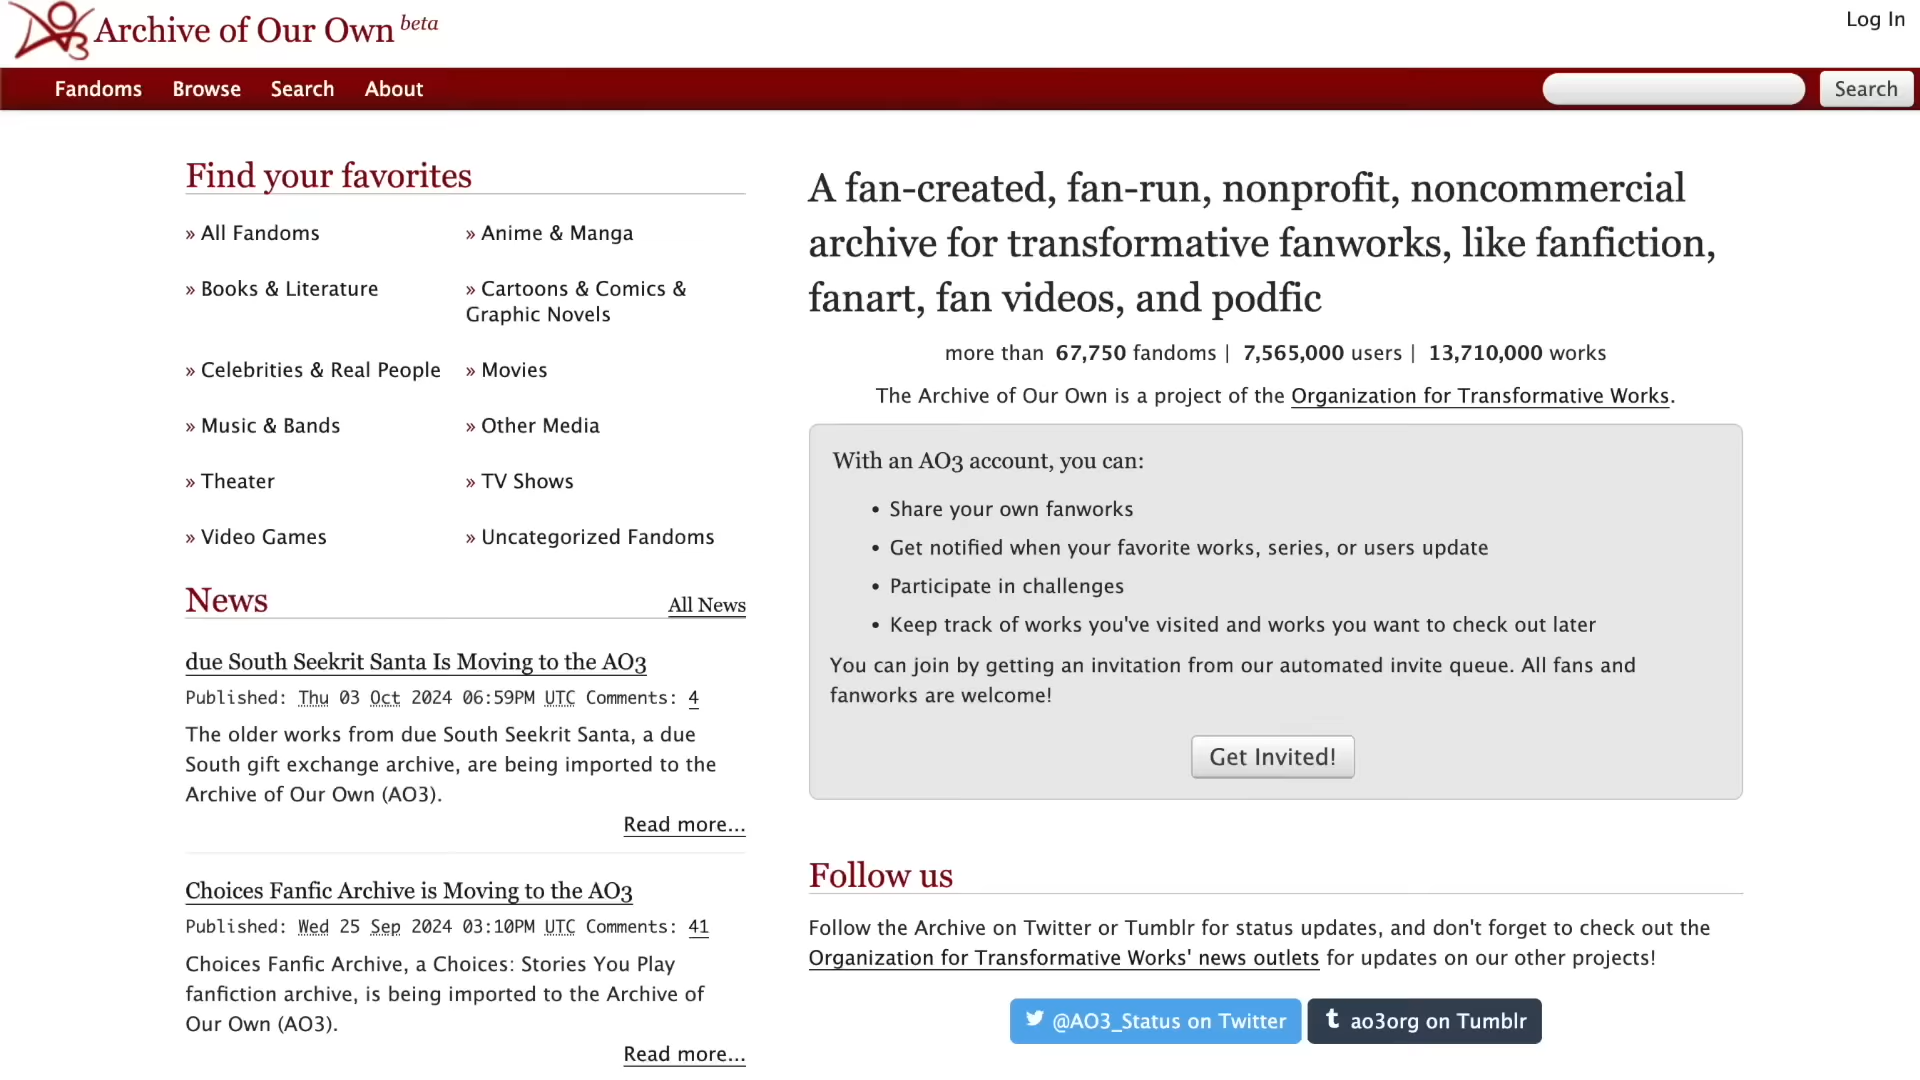 Archive of Our Own beta
Log In
Fandoms Browse Search About
Search
Find your favorites
» All Fandoms
» Anime & Manga
» Books & Literature
» Cartoons & Comics &
Graphic Novels
» Celebrities & Real People
» Movies
» Music & Bands
» Other Media
» Theater
» TV Shows
» Video Games
» Uncategorized Fandoms
News
All News
due South Seekrit Santa Is Moving to the AO3
Published: Thu 03 Oct 2024 06:59PM UTC Comments: 4
The older works from due South Seekrit Santa, a due
South gift exchange archive, are being imported to the
Archive of Our Own (AO3).
Read more...
Choices Fanfic Archive is Moving to the AO3
Published: Wed 25 Sep 2024 03:10PM UTC Comments: 41
Choices Fanfic Archive, a Choices: Stories You Play
fanfiction archive, is being imported to the Archive of
Our Own (AO3).
Read more...
A fan-created, fan-run, nonprofit, noncommercial
archive for transformative fanworks, like fanfiction,
fanart, fan videos, and podfic
more than 67,750 fandoms | 7,565,000 users | 13,710,000 works
The Archive of Our Own is a project of the Organization for Transformative Works.
With an AO3 account, you can:
• Share your own fanworks
• Get notified when your favorite works, series, or users update
• Participate in challenges
• Keep track of works you've visited and works you want to check out later
You can join by getting an invitation from our automated invite queue. All fans and
fanworks are welcome!
Get Invited!
Follow us
Follow the Archive on Twitter or Tumblr for status updates, and don't forget to check out the
Organization for Transformative Works' news outlets for updates on our other projects!
@AO3_Status on Twitter
ao3org on Tumblr